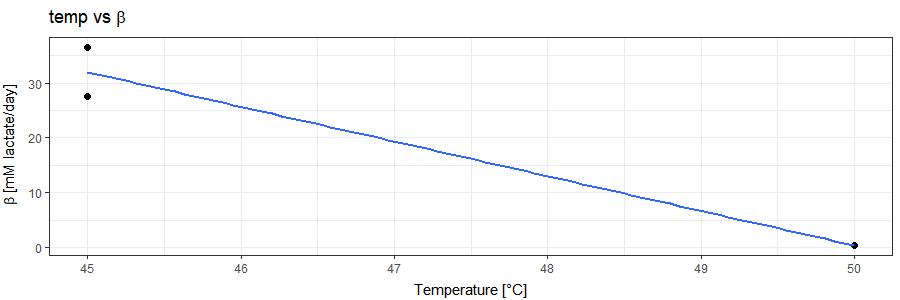 temp vs β
β [mM lactate/day]
30
20
10
0
45 46 47 48 49 50
Temperature [°C]